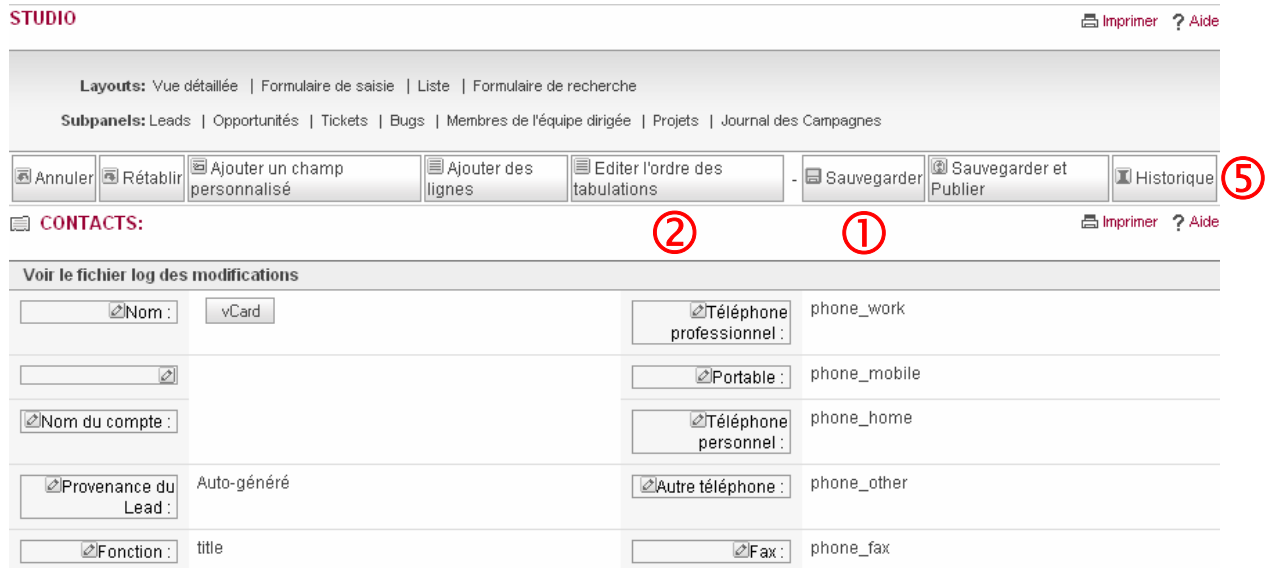 STUDIO
Imprimer ? Aide
Layouts: Vue détaillée | Formulaire de saisie | Liste | Formulaire de recherche
Subpanels: Leads | Opportunités | Tickets | Bugs | Membres de l'équipe dirigée | Projets | Journal des Campagnes
Annuler Rétablir Ajouter un champ personnalisé Ajouter des lignes Editer l'ordre des tabulations - Sauvegarder Sauvegarder et Publier Historique ⑤
CONTACTS: ② ① Imprimer ? Aide
Voir le fichier log des modifications
Nom : vCard Téléphone professionnel : phone_work
Portable : phone_mobile
Nom du compte : Téléphone personnel : phone_home
Provenance du Lead : Auto-généré Autre téléphone : phone_other
Fonction : title Fax : phone_fax